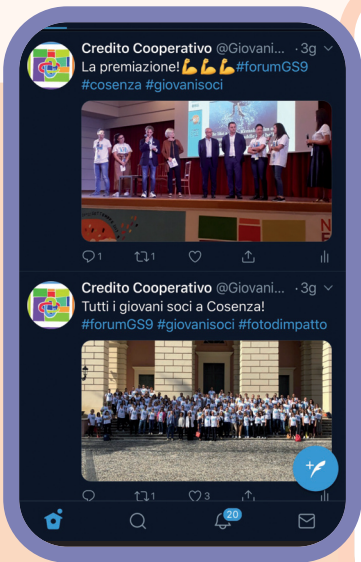 Credito Cooperativo @Giovani... · 3g
La premiazione!💪💪💪#forumGS9
#cosenza #giovanisoci
1 1
Credito Cooperativo @Giovani... · 3g
Tutti i giovani soci a Cosenza!
#forumGS9 #giovanisoci #fotodimpatto
1 3
20